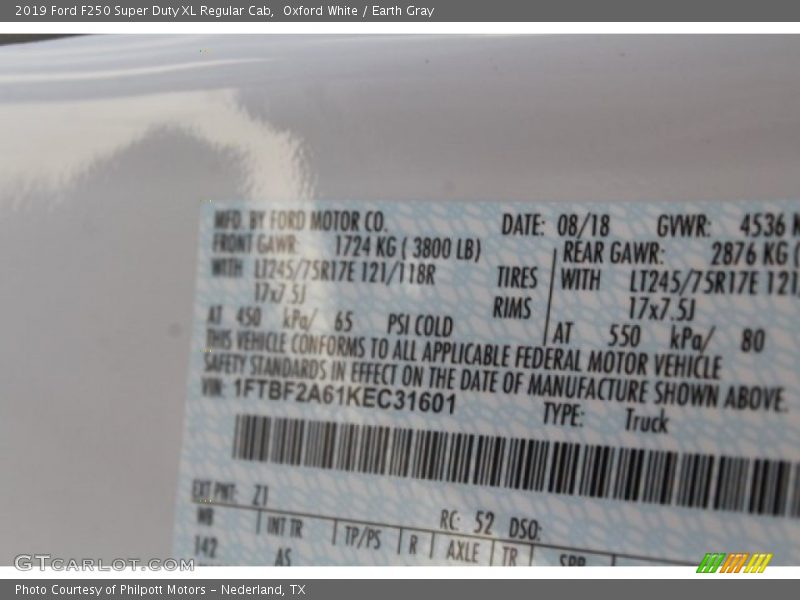 2019 Ford F250 Super Duty XL Regular Cab,  Oxford White / Earth Gray
MFD. BY FORD MOTOR CO.
DATE: 08/18 GVWR: 4536 K
FRONT GAWR: 1724 KG ( 3800 LB)
REAR GAWR: 2876 KG (
WITH LT245/75R17E 121/118R TIRES
WITH LT245/75R17E 121/
17x7.5J RIMS
17x7.5J
AT 450 kPa/ 65 PSI COLD
AT 550 kPa/ 80
THIS VEHICLE CONFORMS TO ALL APPLICABLE FEDERAL MOTOR VEHICLE
SAFETY STANDARDS IN EFFECT ON THE DATE OF MANUFACTURE SHOWN ABOVE.
VIN: 1FTBF2A61KEC31601
TYPE: Truck
EXT PNT: Z1
RC: 52 DSO:
WB INT TR TP/PS R AXLE TR SPR
142 AS
GTCarLot.com
Photo Courtesy of Philpott Motors - Nederland, TX